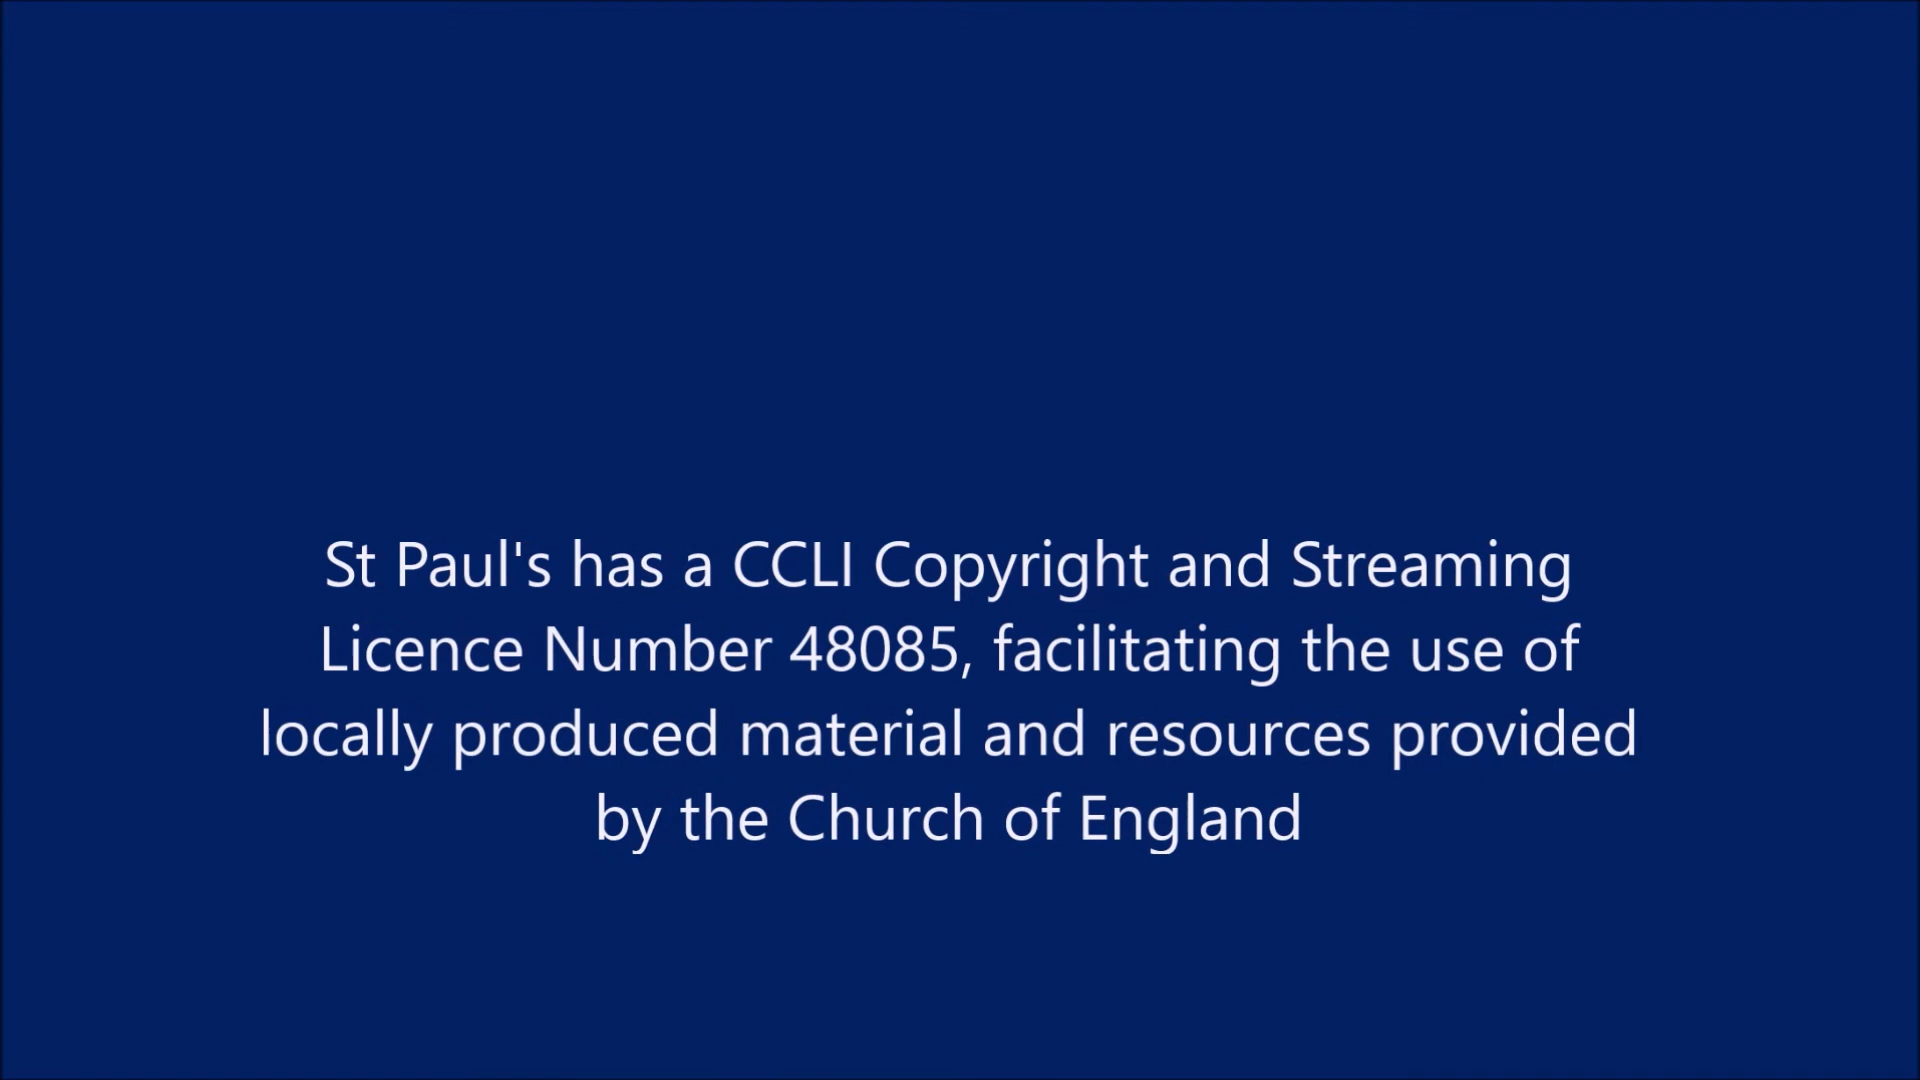 St Paul's has a CCLI Copyright and Streaming
Licence Number 48085, facilitating the use of
locally produced material and resources provided
by the Church of England